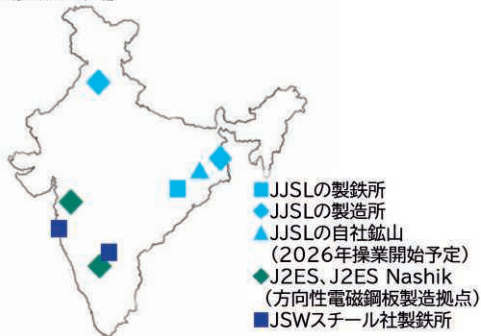 ■JJSLの製鉄所
◆JJSLの製造所
▲JJSLの自社鉱山
(2026年操業開始予定)
◆J2ES、J2ES Nashik
(方向性電磁鋼板製造拠点)
■JSWスチール社製鉄所